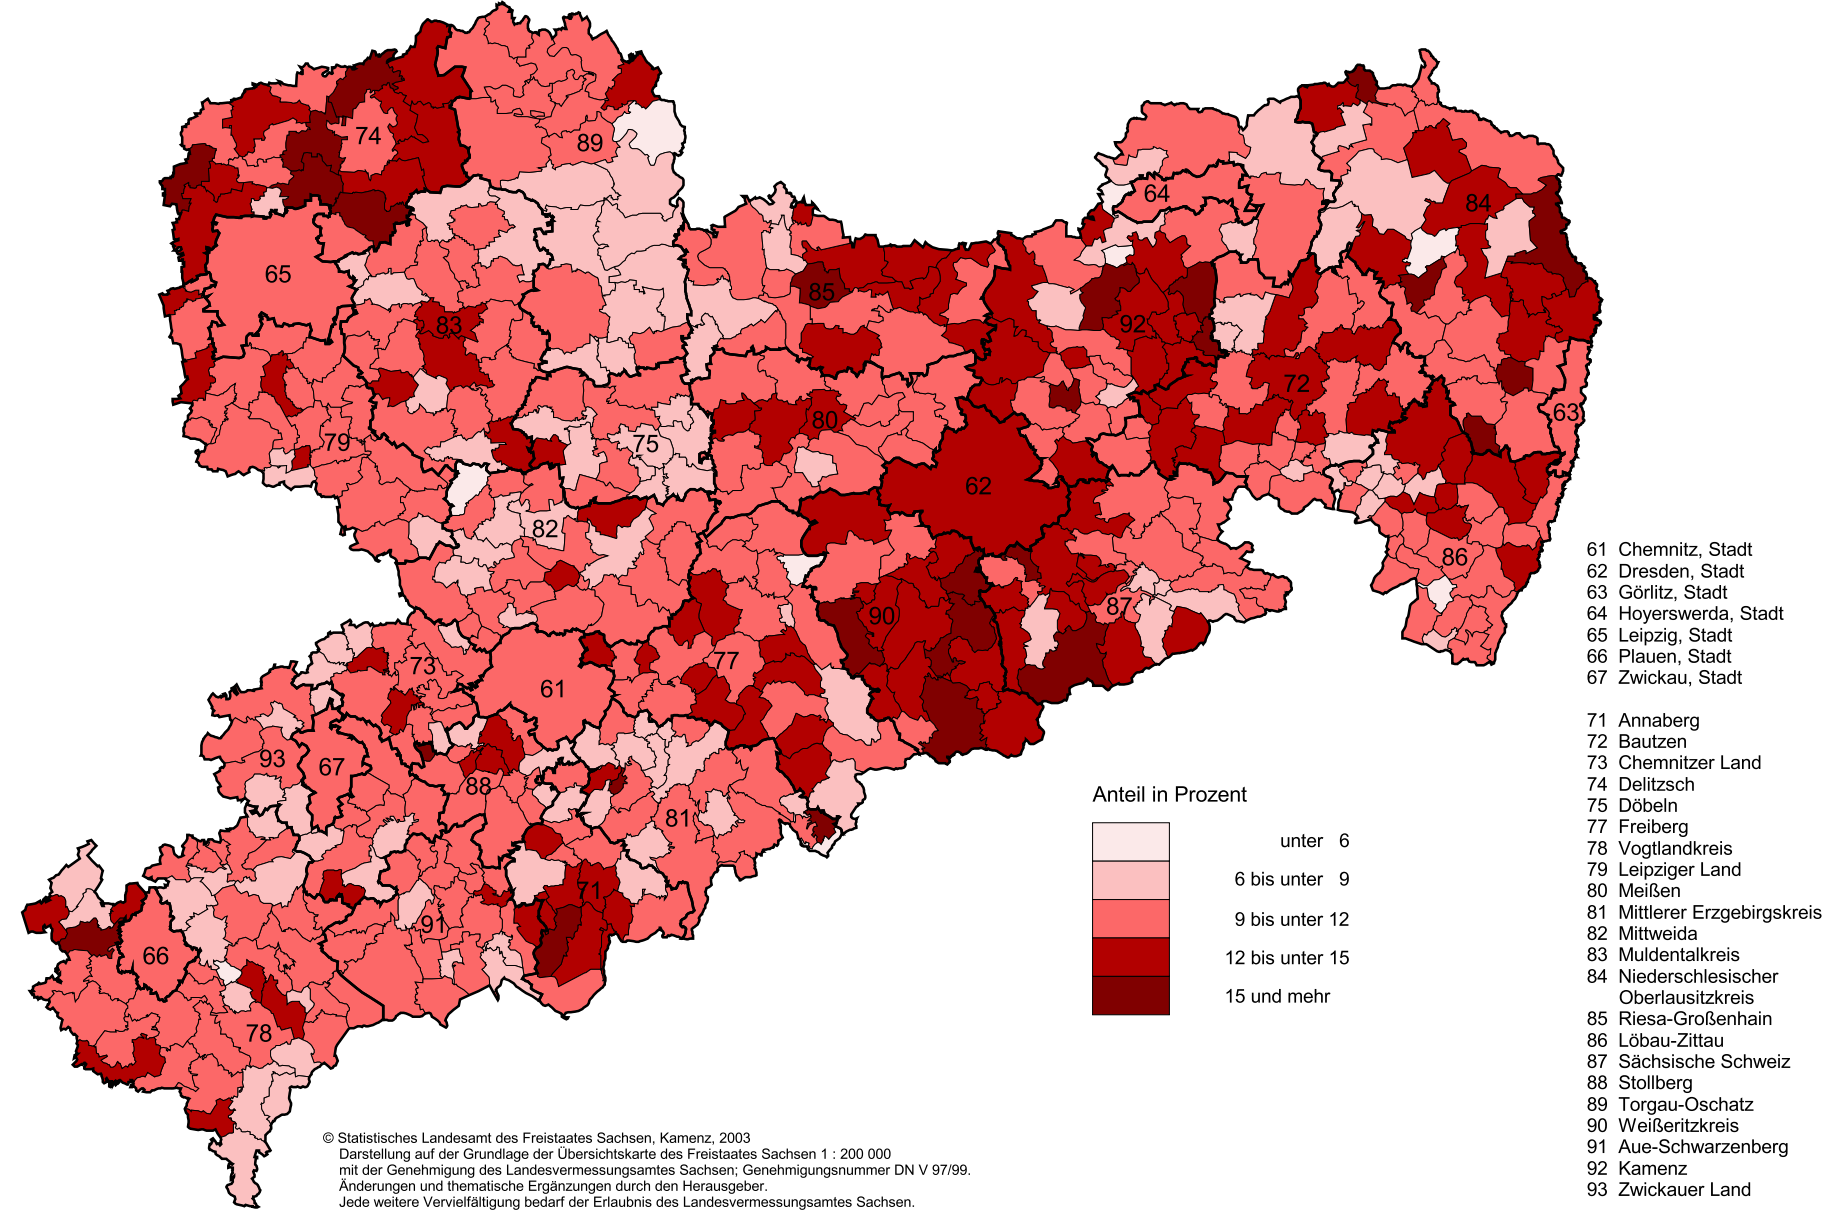 74
89
64
84
65
85
83
92
72
80
63
79
75
62
82
86
90
87
73
77
61
93
67
88
81
71
91
66
78
Anteil in Prozent
unter 6
6 bis unter 9
9 bis unter 12
12 bis unter 15
15 und mehr
61 Chemnitz, Stadt
62 Dresden, Stadt
63 Görlitz, Stadt
64 Hoyerswerda, Stadt
65 Leipzig, Stadt
66 Plauen, Stadt
67 Zwickau, Stadt
71 Annaberg
72 Bautzen
73 Chemnitzer Land
74 Delitzsch
75 Döbeln
77 Freiberg
78 Vogtlandkreis
79 Leipziger Land
80 Meißen
81 Mittlerer Erzgebirgskreis
82 Mittweida
83 Muldentalkreis
84 Niederschlesischer
Oberlausitzkreis
85 Riesa-Großenhain
86 Löbau-Zittau
87 Sächsische Schweiz
88 Stollberg
89 Torgau-Oschatz
90 Weißeritzkreis
91 Aue-Schwarzenberg
92 Kamenz
93 Zwickauer Land
© Statistisches Landesamt des Freistaates Sachsen, Kamenz, 2003
Darstellung auf der Grundlage der Übersichtskarte des Freistaates Sachsen 1 : 200 000
mit der Genehmigung des Landesvermessungsamtes Sachsen; Genehmigungsnummer DN V 97/99.
Änderungen und thematische Ergänzungen durch den Herausgeber.
Jede weitere Vervielfältigung bedarf der Erlaubnis des Landesvermessungsamtes Sachsen.